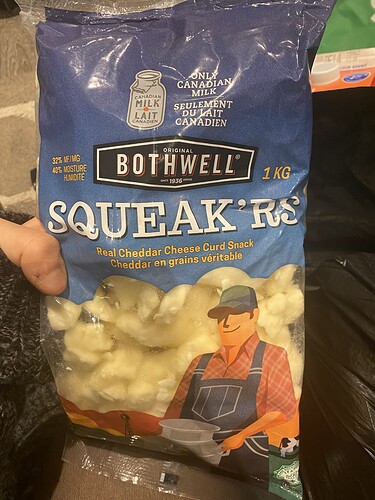 ONLY
CANADIAN
MILK
SEULEMENT
DU LAIT
CANADIEN
CANADIAN
MILK
LAIT
CANADIEN
32% MF/MG
40% MOISTURE
HUMIDITÉ
ORIGINAL
BOTHWELL®
SINCE 1936
1 KG
SQUEAK'RS
Real Cheddar Cheese Curd Snack
Cheddar en grains véritable